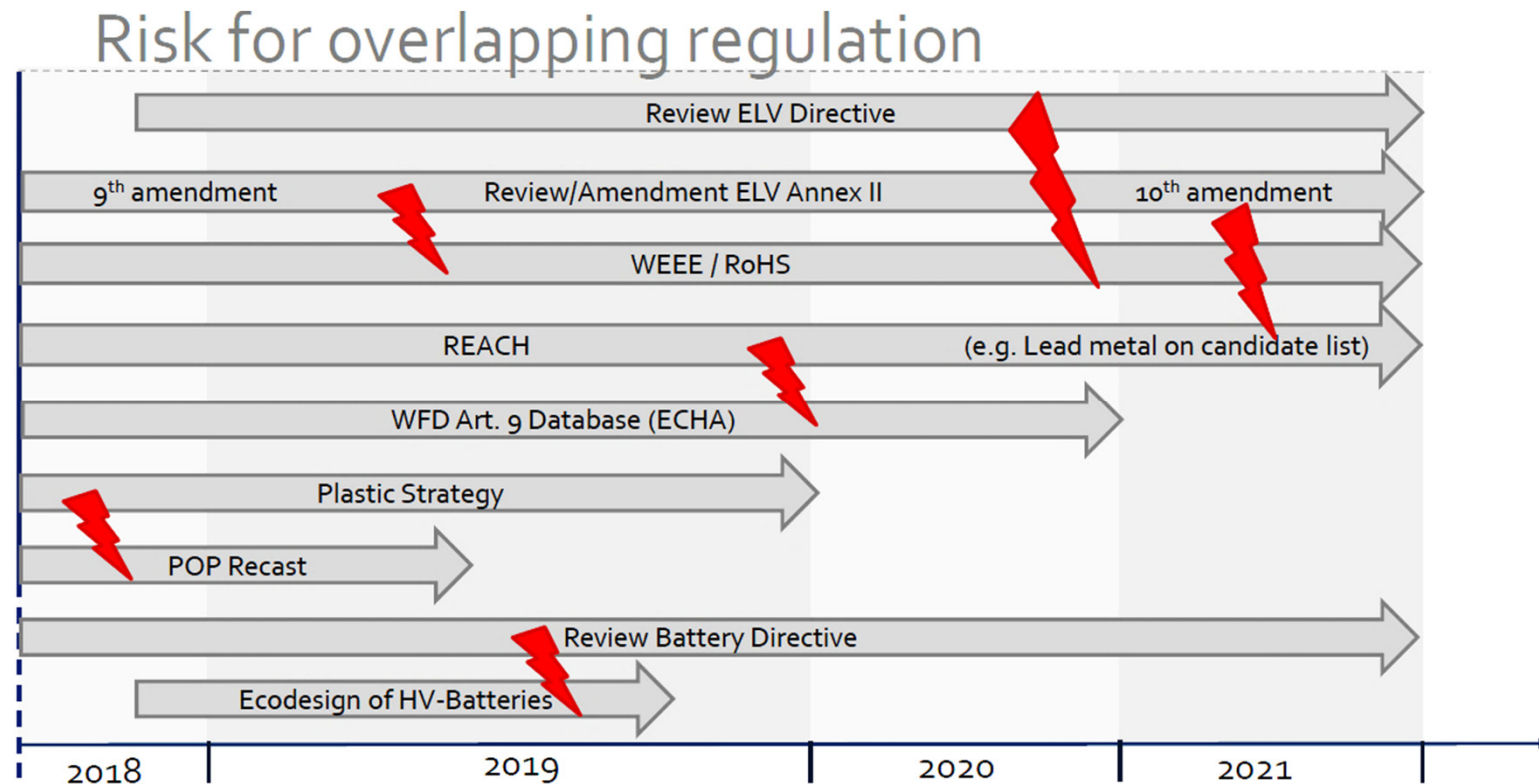 Risk for overlapping regulation
Review ELV Directive
9th amendment Review/Amendment ELV Annex II 10th amendment
WEEE / RoHS
REACH (e.g. Lead metal on candidate list)
WFD Art. 9 Database (ECHA)
Plastic Strategy
POP Recast
Review Battery Directive
Ecodesign of HV-Batteries
2018 2019 2020 2021